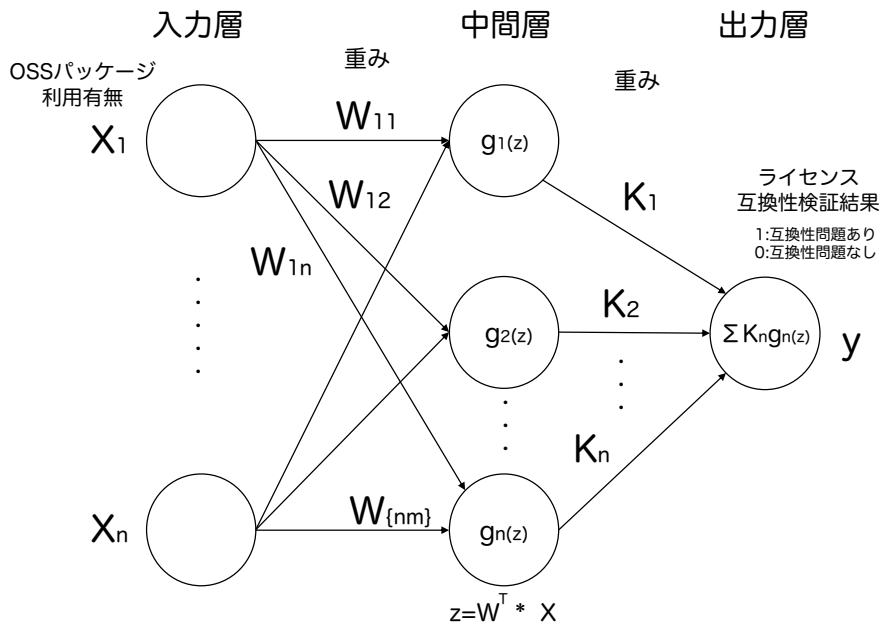 入力層
中間層
出力層
OSSパッケージ
利用有無
重み
重み
X1
W11
g1(z)
K1
W12
W1n
ライセンス
互換性検証結果
1:互換性問題あり
0:互換性問題なし
g2(z)
K2
ΣKngn(z)
y
Kn
Xn
W{nm}
gn(z)
z=W^T * X